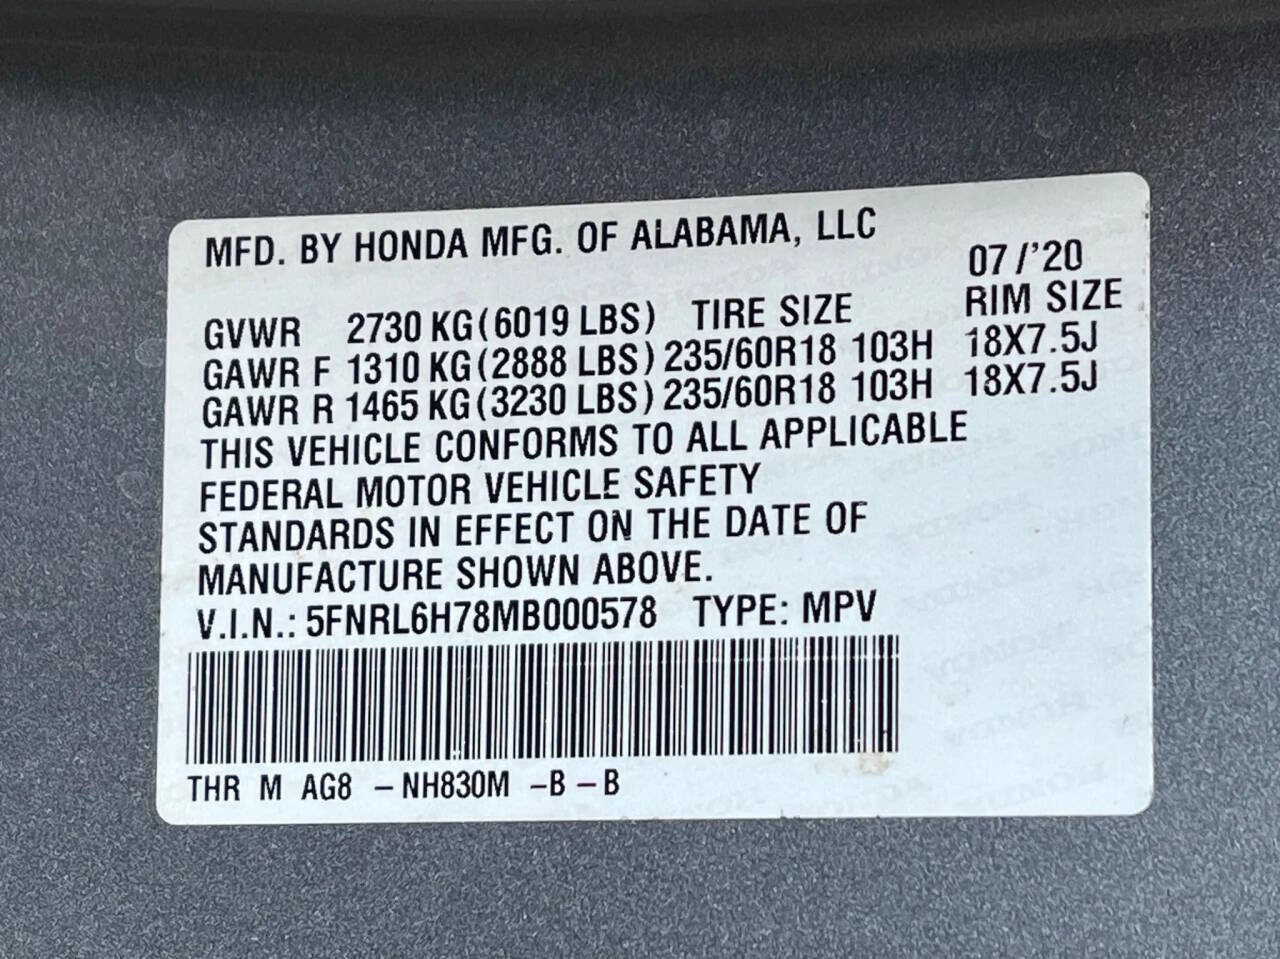 MFD. BY HONDA MFG. OF ALABAMA, LLC
07/'20
GVWR 2730 KG(6019 LBS) TIRE SIZE RIM SIZE
GAWR F 1310 KG(2888 LBS) 235/60R18 103H 18X7.5J
GAWR R 1465 KG(3230 LBS) 235/60R18 103H 18X7.5J
THIS VEHICLE CONFORMS TO ALL APPLICABLE
FEDERAL MOTOR VEHICLE SAFETY
STANDARDS IN EFFECT ON THE DATE OF
MANUFACTURE SHOWN ABOVE.
V.I.N.: 5FNRL6H78MB000578 TYPE: MPV
THR M AG8 – NH830M –B – B